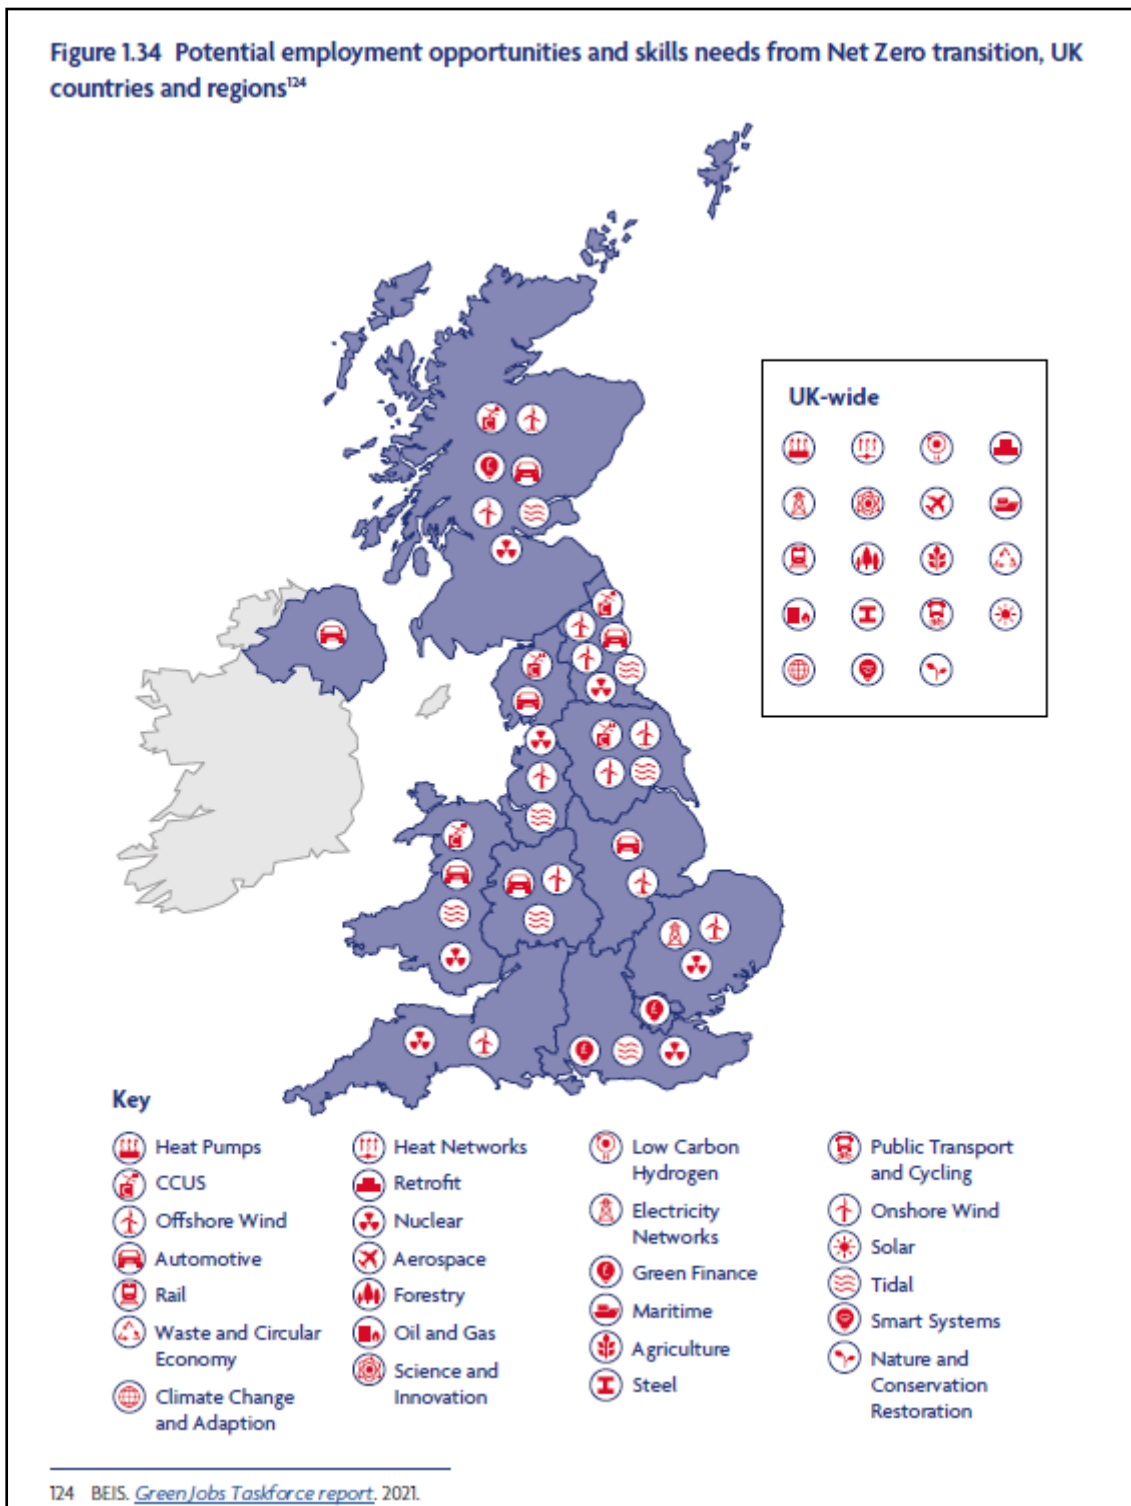 Figure 1.34 Potential employment opportunities and skills needs from Net Zero transition, UK
countries and regions124
UK-wide
Key
Heat Pumps
CCUS
Offshore Wind
Automotive
Rail
Waste and Circular
Economy
Climate Change
and Adaption
Heat Networks
Retrofit
Nuclear
Aerospace
Forestry
Oil and Gas
Science and
Innovation
Low Carbon
Hydrogen
Electricity
Networks
Green Finance
Maritime
Agriculture
Steel
Public Transport
and Cycling
Onshore Wind
Solar
Tidal
Smart Systems
Nature and
Conservation
Restoration
124 BEIS. Green Jobs Taskforce report. 2021.